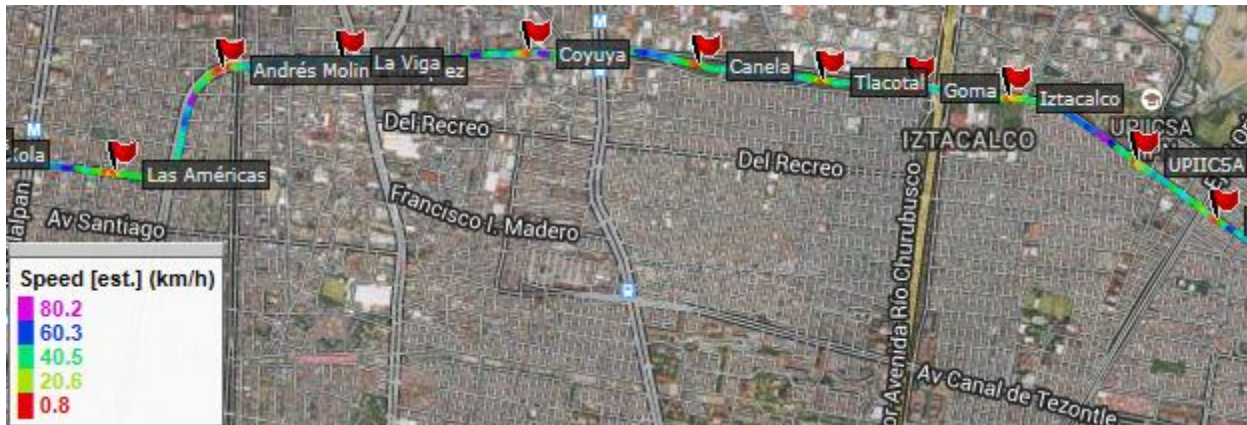 M
Andrés Molin
ez
La Viga
Coyuya
Canela
Tlacotal
Goma
Iztacalco
Del Recreo
Del Recreo
IZTACALCO
UPIICSA
UPIICSA
M
Xola
Las Américas
Av Santiago
Francisco I. Madero
alpan
or Avenida Río Churubusco
Av Canal de Tezontle
Speed [est.] (km/h)
80.2
60.3
40.5
20.6
0.8